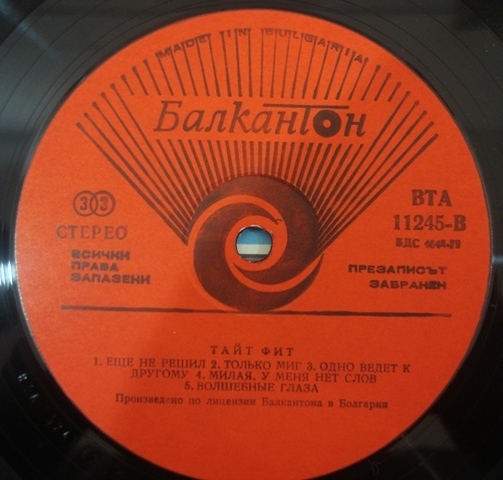 MADE IN BULGARIA
Балкантон
33
СТЕРЕО
ВСИЧКИ
ПРАВА
ЗАПАЗЕНИ
ВТА
11245-В
БДС
ПРЕЗАПИСЪТ
ЗАБРАНЕН
ТАЙТ ФИТ
1. ЕЩЕ НЕ РЕШИЛ 2. ТОЛЬКО МИГ 3. ОДНО ВЕДЕТ К
ДРУГОМУ 4. МИЛАЯ, У МЕНЯ НЕТ СЛОВ
5. ВОЛШЕБНЫЕ ГЛАЗА
Произведено по лицензии Балкантона в Болгарии